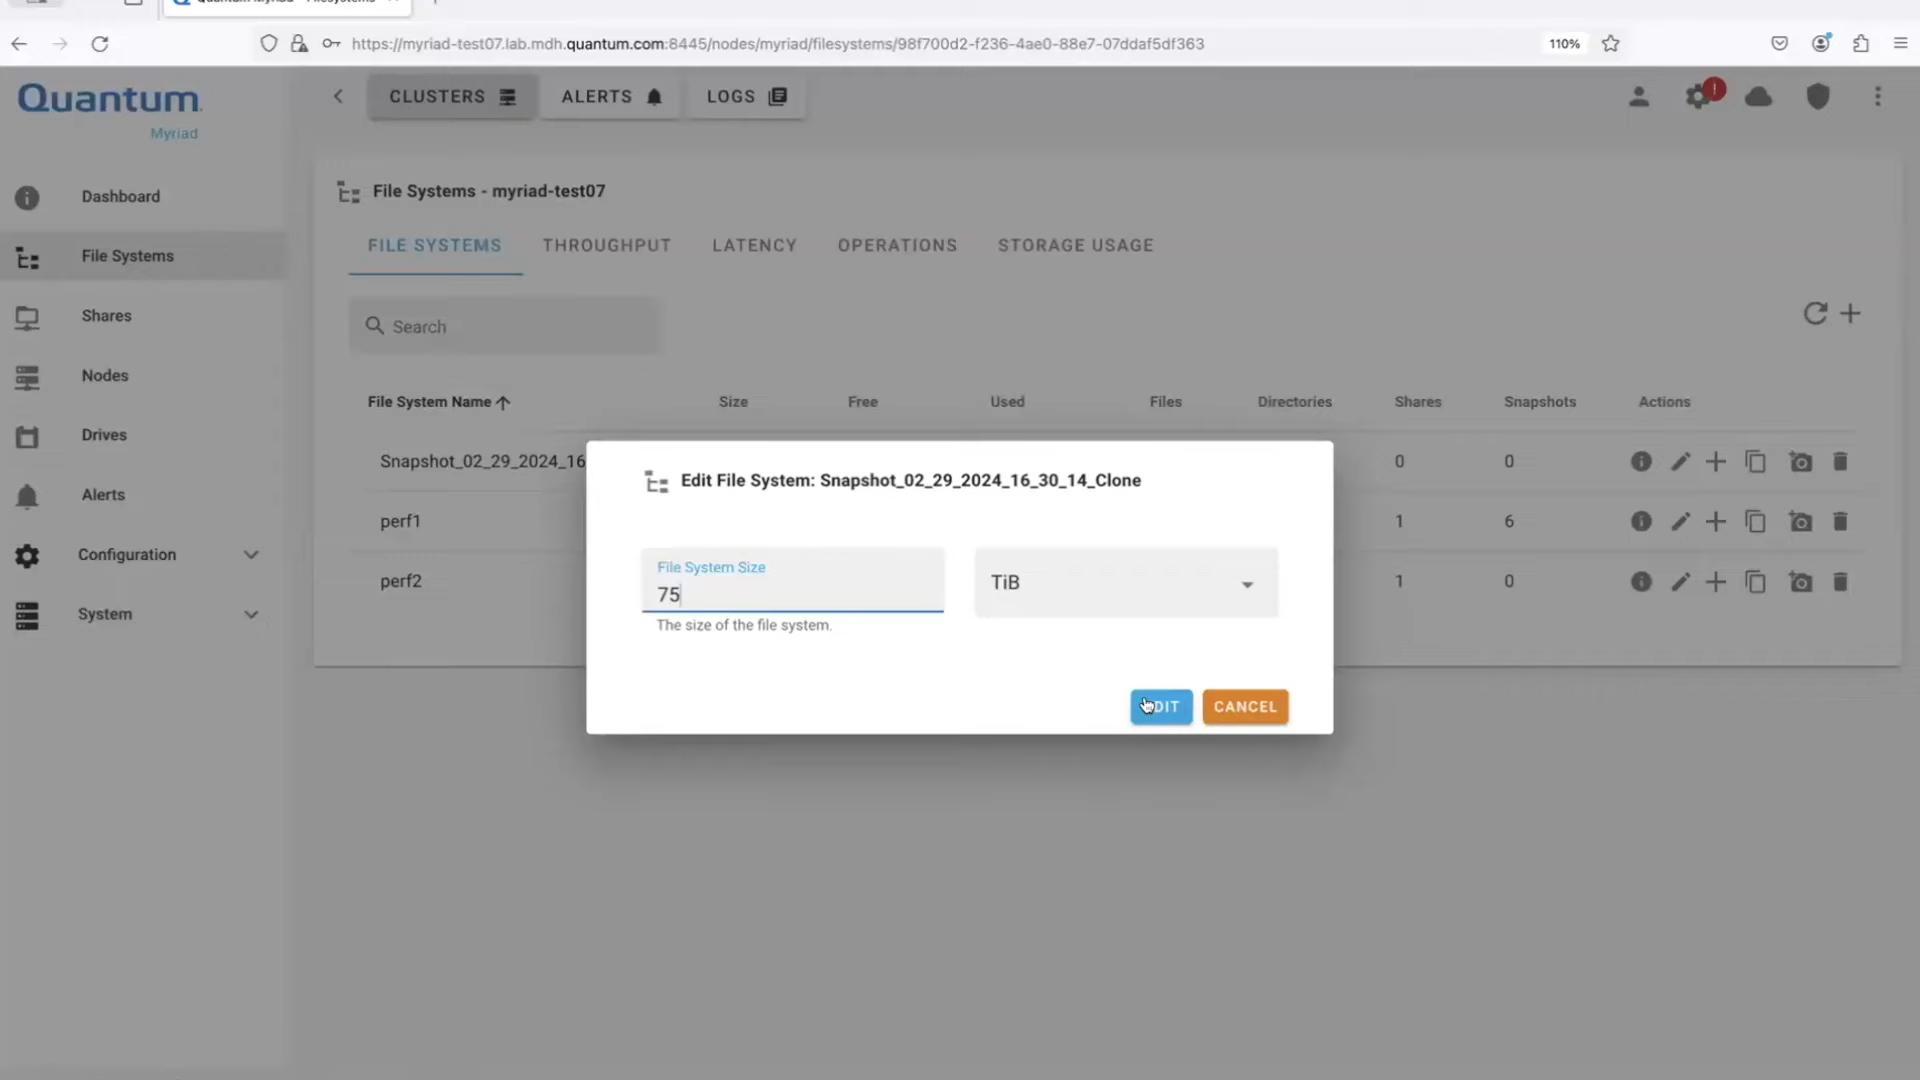 https://myriad-test07.lab.mdh.quantum.com:8445/nodes/myriad/filesystems/98f700d2-f236-4ae0-88e7-07ddaf5df363
110%
Quantum
Myriad
CLUSTERS
ALERTS
LOGS
!
Dashboard
File Systems
Shares
Nodes
Drives
Alerts
Configuration
System
File Systems - myriad-test07
FILE SYSTEMS THROUGHPUT LATENCY OPERATIONS STORAGE USAGE
Search
File System Name Size Free Used Files Directories Shares Snapshots Actions
Snapshot_02_29_2024_16 0 0
perf1 1 6
perf2 1 0
Edit File System: Snapshot_02_29_2024_16_30_14_Clone
File System Size
75
TiB
The size of the file system.
EDIT
CANCEL